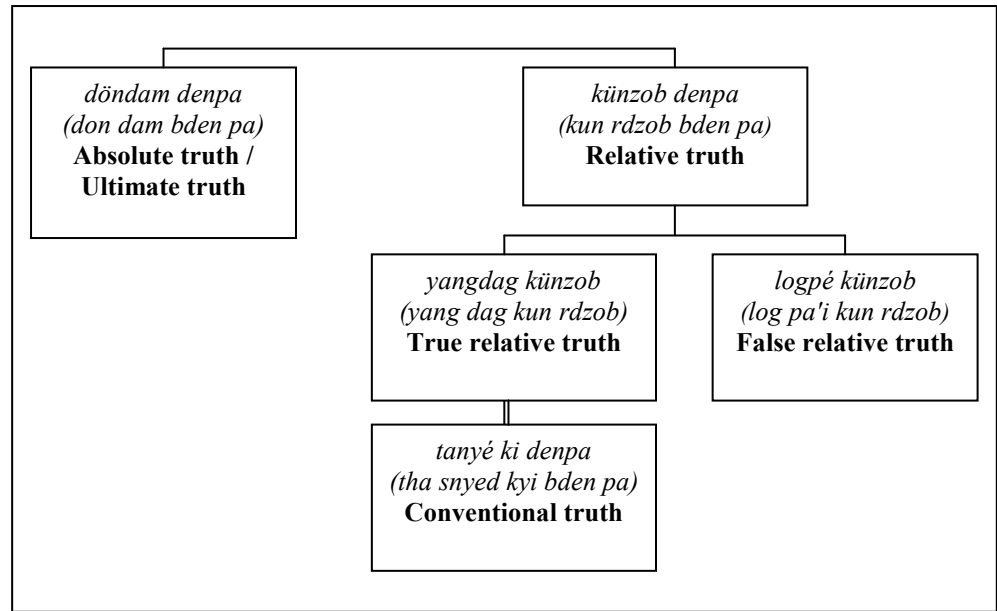 döndam denpa
(don dam bden pa)
Absolute truth /
Ultimate truth
künzob denpa
(kun rdzob bden pa)
Relative truth
yangdag künzob
(yang dag kun rdzob)
True relative truth
logpé künzob
(log pa'i kun rdzob)
False relative truth
tanyé ki denpa
(tha snyed kyi bden pa)
Conventional truth